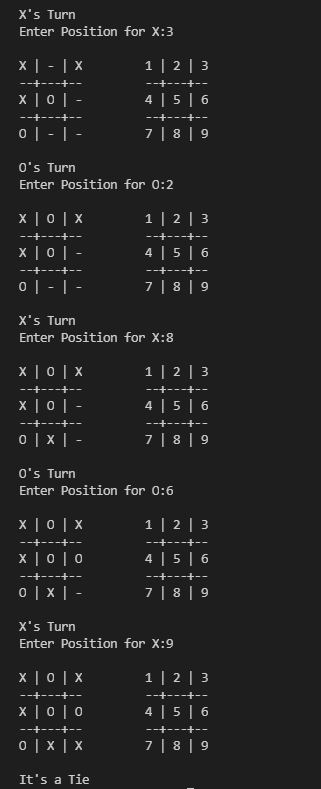 X's Turn
Enter Position for X:3
X | - | X        1 | 2 | 3
--+---+--        --+---+--
X | O | -        4 | 5 | 6
--+---+--        --+---+--
O | - | -        7 | 8 | 9
O's Turn
Enter Position for O:2
X | O | X        1 | 2 | 3
--+---+--        --+---+--
X | O | -        4 | 5 | 6
--+---+--        --+---+--
O | - | -        7 | 8 | 9
X's Turn
Enter Position for X:8
X | O | X        1 | 2 | 3
--+---+--        --+---+--
X | O | -        4 | 5 | 6
--+---+--        --+---+--
O | X | -        7 | 8 | 9
O's Turn
Enter Position for O:6
X | O | X        1 | 2 | 3
--+---+--        --+---+--
X | O | O        4 | 5 | 6
--+---+--        --+---+--
O | X | -        7 | 8 | 9
X's Turn
Enter Position for X:9
X | O | X        1 | 2 | 3
--+---+--        --+---+--
X | O | O        4 | 5 | 6
--+---+--        --+---+--
O | X | X        7 | 8 | 9
It's a Tie